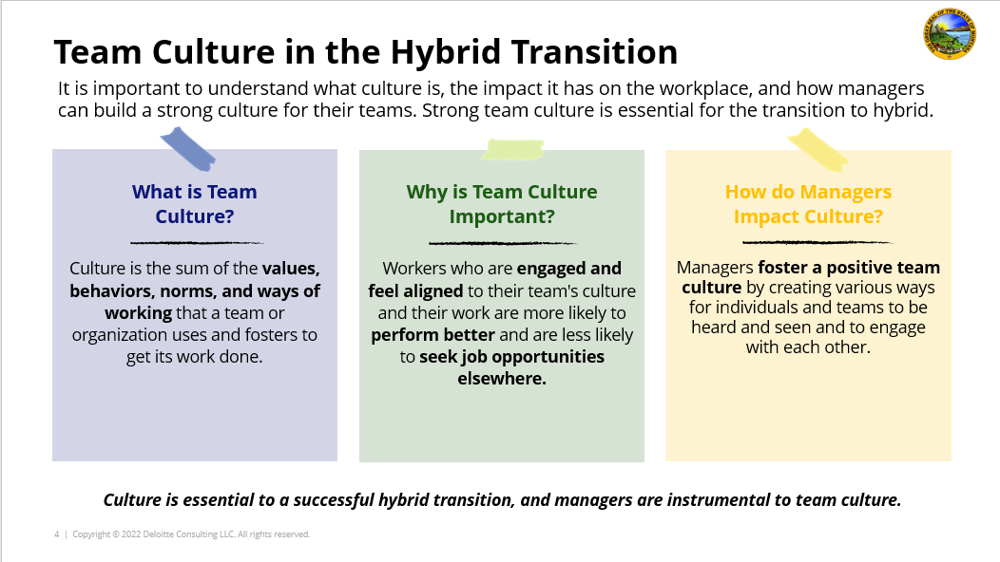 Team Culture in the Hybrid Transition
It is important to understand what culture is, the impact it has on the workplace, and how managers
can build a strong culture for their teams. Strong team culture is essential for the transition to hybrid.
What is Team
Culture?
Culture is the sum of the values,
behaviors, norms, and ways of
working that a team or
organization uses and fosters to
get its work done.
Why is Team Culture
Important?
Workers who are engaged and
feel aligned to their team's culture
and their work are more likely to
perform better and are less likely
to seek job opportunities
elsewhere.
How do Managers
Impact Culture?
Managers foster a positive team
culture by creating various ways
for individuals and teams to be
heard and seen and to engage
with each other.
Culture is essential to a successful hybrid transition, and managers are instrumental to team culture.
4 | Copyright © 2022 Deloitte Consulting LLC. All rights reserved.